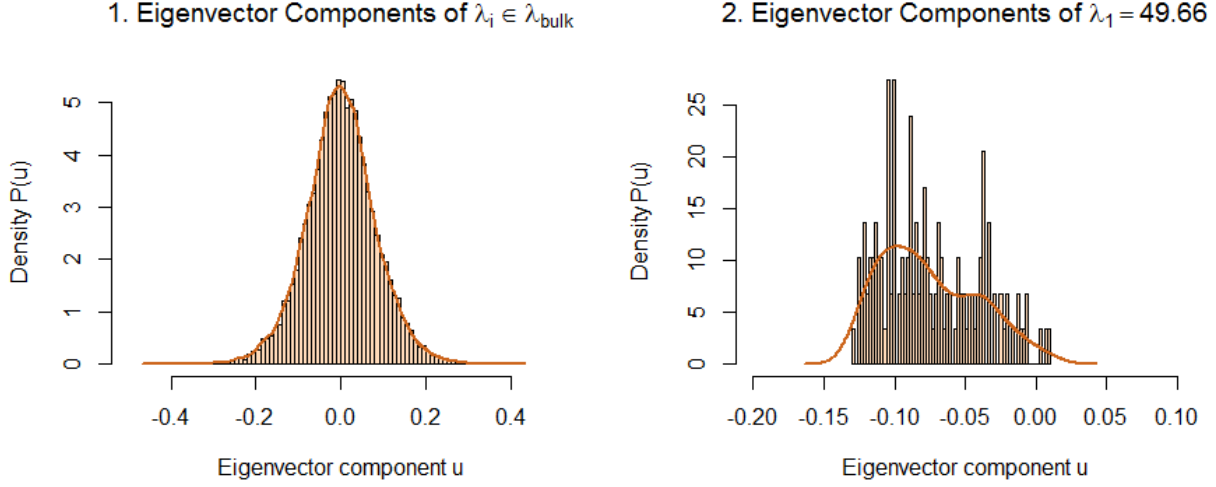 1. Eigenvector Components of λᵢ ∈ λbulk
Density P(u)
5
4
3
2
1
0
-0.4 -0.2 0.0 0.2 0.4
Eigenvector component u
2. Eigenvector Components of λ₁ = 49.66
Density P(u)
25
20
15
10
5
0
-0.20 -0.15 -0.10 -0.05 0.00 0.05 0.10
Eigenvector component u